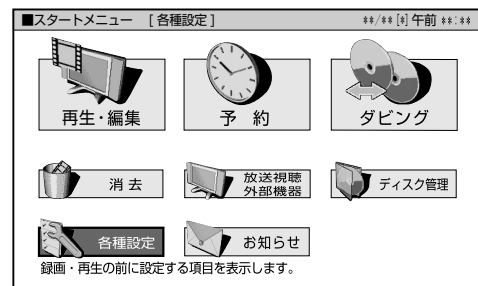 ■スタートメニュー [各種設定] **/**[*]午前**:**
再生・編集
予約
ダビング
消去
放送視聴
外部機器
ディスク管理
各種設定
お知らせ
録画・再生の前に設定する項目を表示します。